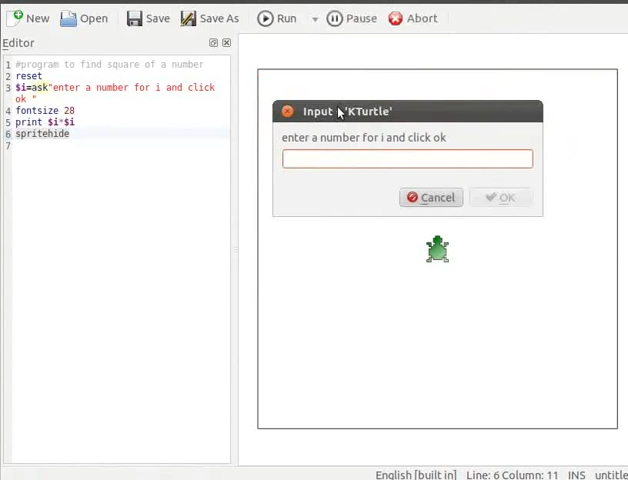 New Open Save Save As Run Pause Abort
Editor
1 #program to find square of a number
2 reset
3 $i=ask"enter a number for i and click
ok "
4 fontsize 28
5 print $i*$i
6 spritehide
7
Input 'KTurtle'
enter a number for i and click ok
Cancel OK
English [built in] Line: 6 Column: 11 INS untitle